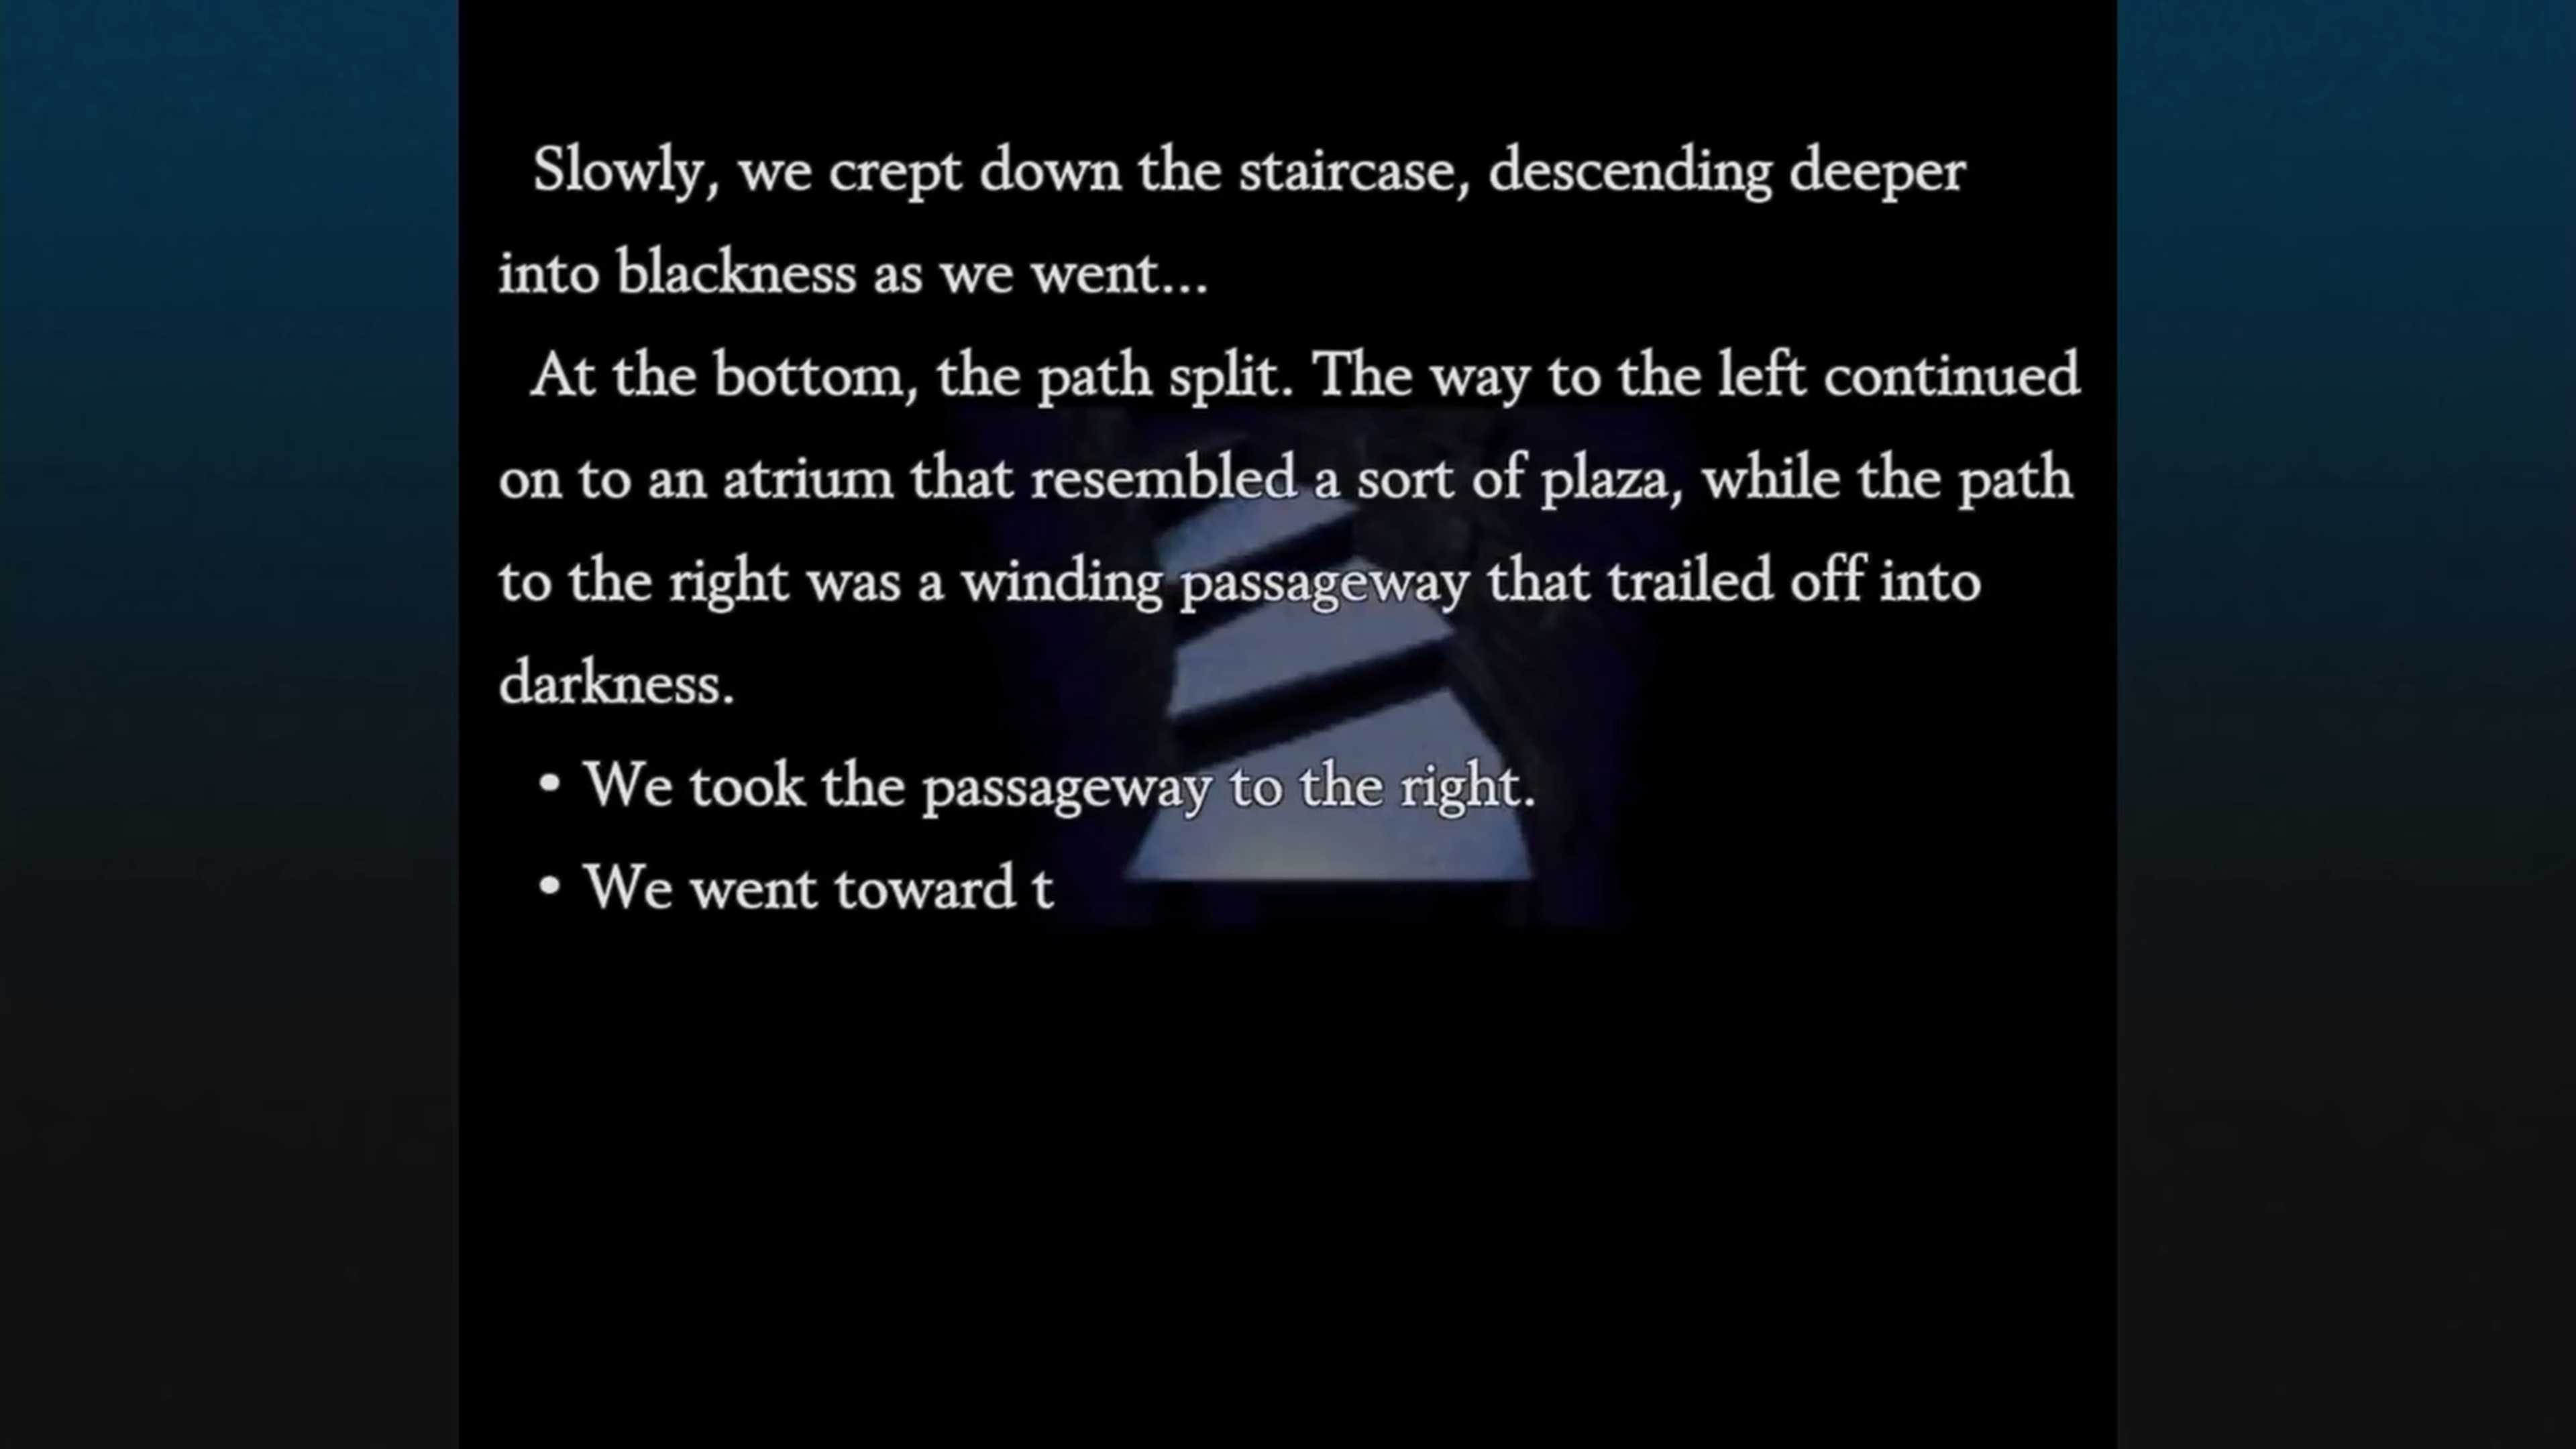 Slowly, we crept down the staircase, descending deeper
into blackness as we went...
At the bottom, the path split. The way to the left continued
on to an atrium that resembled a sort of plaza, while the path
to the right was a winding passageway that trailed off into
darkness.
• We took the passageway to the right.
• We went toward t